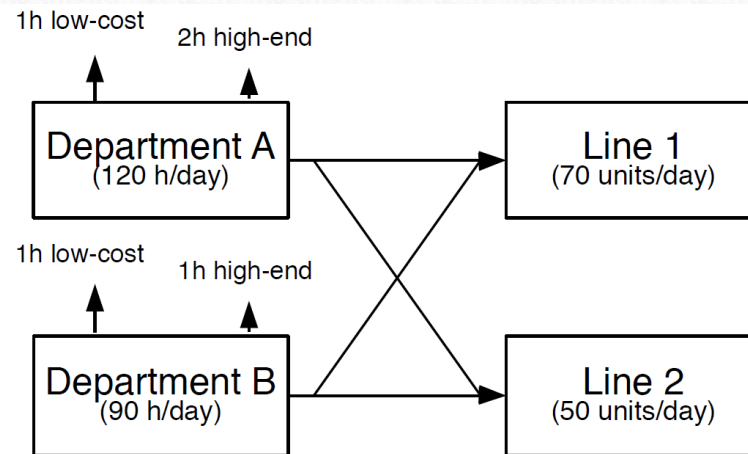 1h low-cost
2h high-end
Department A
(120 h/day)
Line 1
(70 units/day)
1h low-cost
1h high-end
Department B
(90 h/day)
Line 2
(50 units/day)